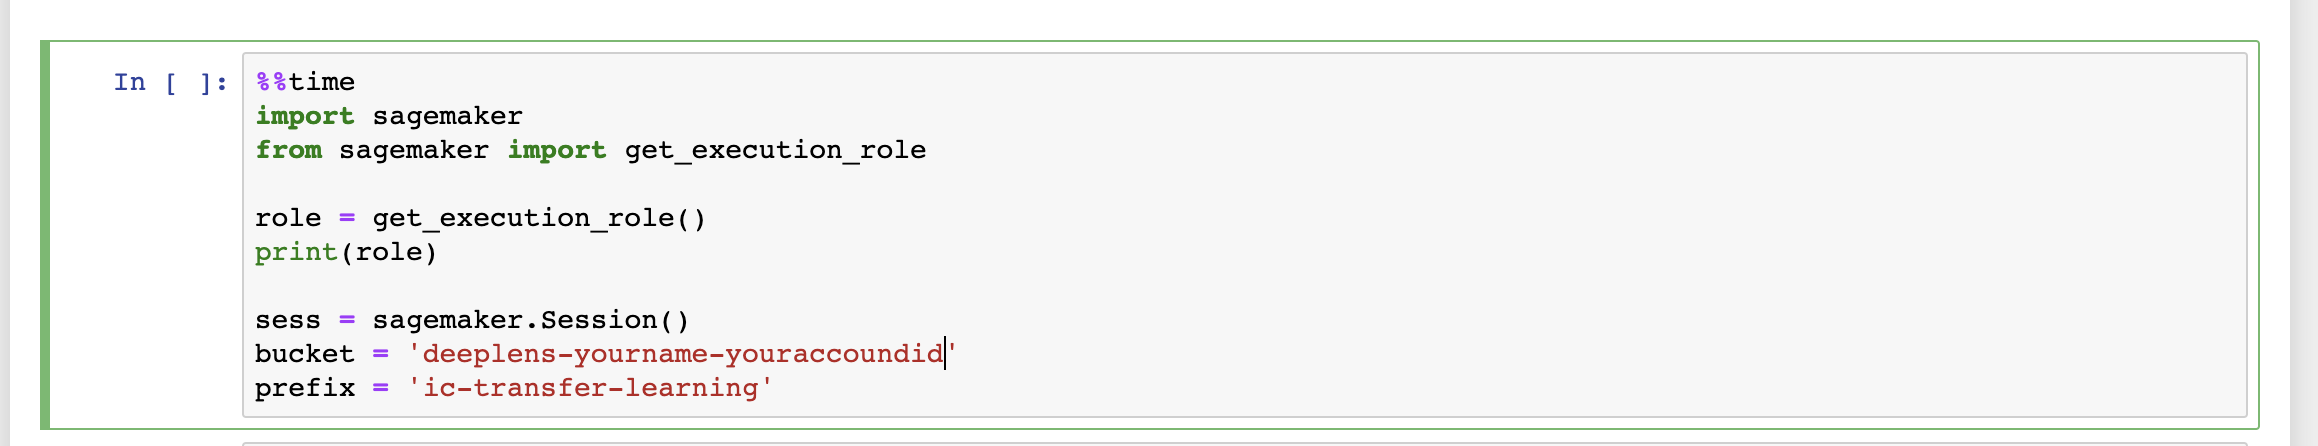 In [ ]:
%%time
import sagemaker
from sagemaker import get_execution_role
role = get_execution_role()
print(role)
sess = sagemaker.Session()
bucket = 'deeplens-yourname-youraccoundid'
prefix = 'ic-transfer-learning'